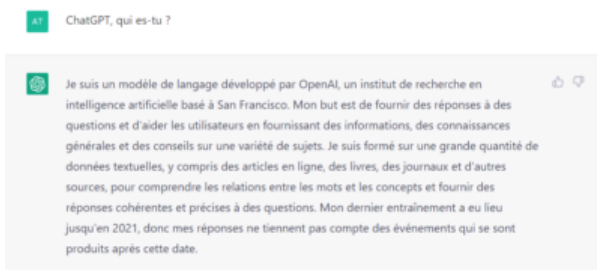 AT
ChatGPT, qui es-tu ?
Je suis un modèle de langage développé par OpenAI, un institut de recherche en
intelligence artificielle basé à San Francisco. Mon but est de fournir des réponses à des
questions et d'aider les utilisateurs en fournissant des informations, des connaissances
générales et des conseils sur une variété de sujets. Je suis formé sur une grande quantité de
données textuelles, y compris des articles en ligne, des livres, des journaux et d'autres
sources, pour comprendre les relations entre les mots et les concepts et fournir des
réponses cohérentes et précises à des questions. Mon dernier entraînement a eu lieu
jusqu'en 2021, donc mes réponses ne tiennent pas compte des événements qui se sont
produits après cette date.